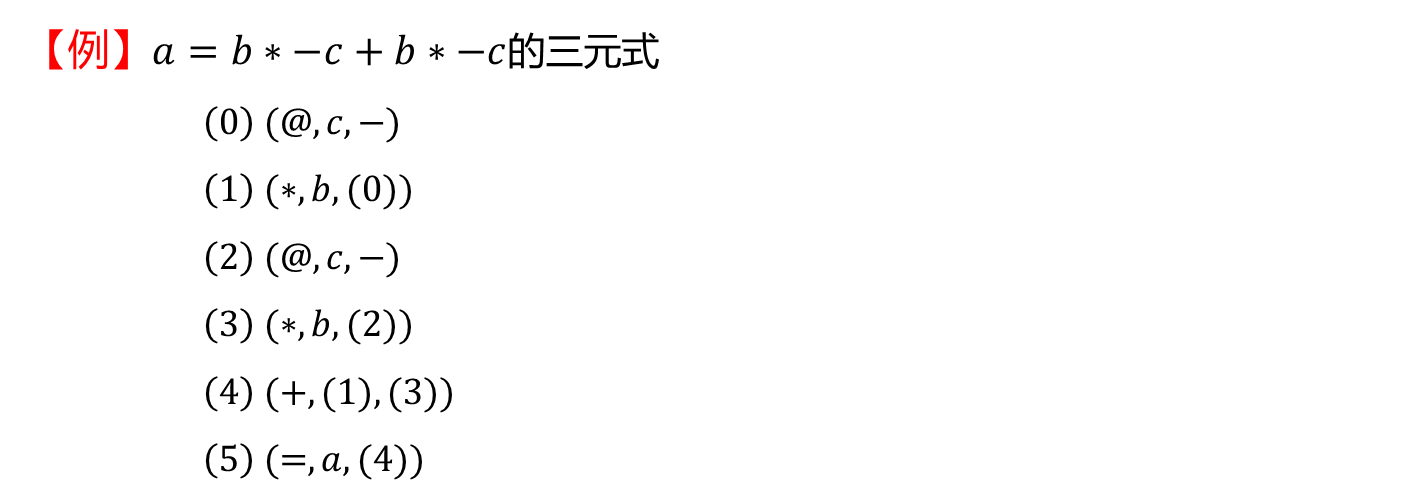 【例】a = b ∗ −c + b ∗ −c的三元式
(0) (@, c, −)
(1) (∗, b, (0))
(2) (@, c, −)
(3) (∗, b, (2))
(4) (+, (1), (3))
(5) (=, a, (4))